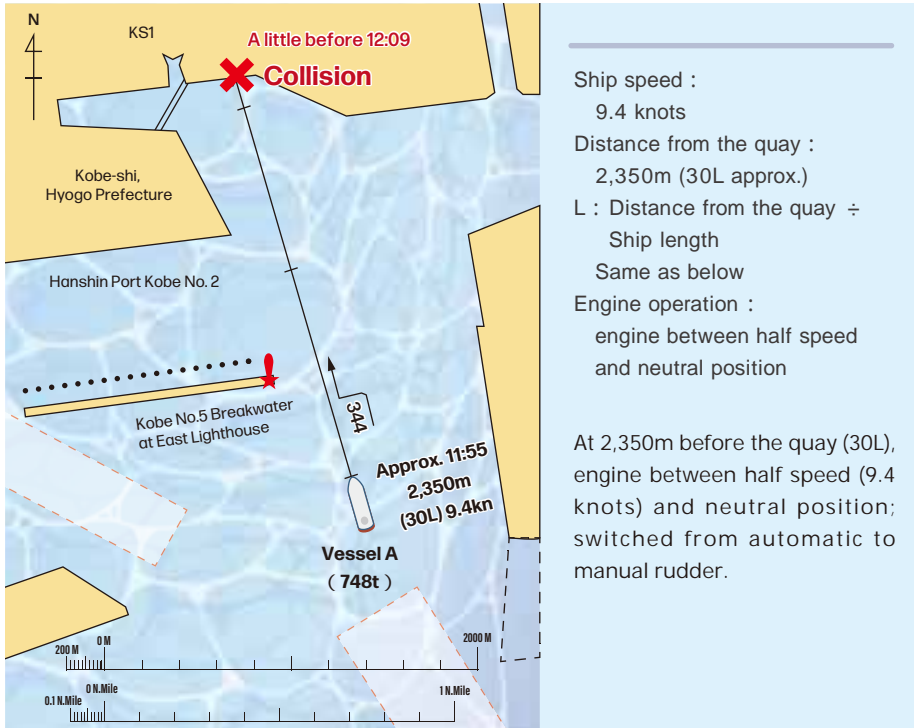 N
KS1
A little before 12:09
Collision
Kobe-shi,
Hyogo Prefecture
Hanshin Port Kobe No. 2
Kobe No.5 Breakwater
at East Lighthouse
344
Approx. 11:55
2,350m
(30L) 9.4kn
Vessel A
( 748t )
200 M
0 M
2000 M
0.1 N.Mile
0 N.Mile
1 N.Mile
Ship speed :
9.4 knots
Distance from the quay :
2,350m (30L approx.)
L : Distance from the quay ÷
Ship length
Same as below
Engine operation :
engine between half speed
and neutral position
At 2,350m before the quay (30L),
engine between half speed (9.4
knots) and neutral position;
switched from automatic to
manual rudder.